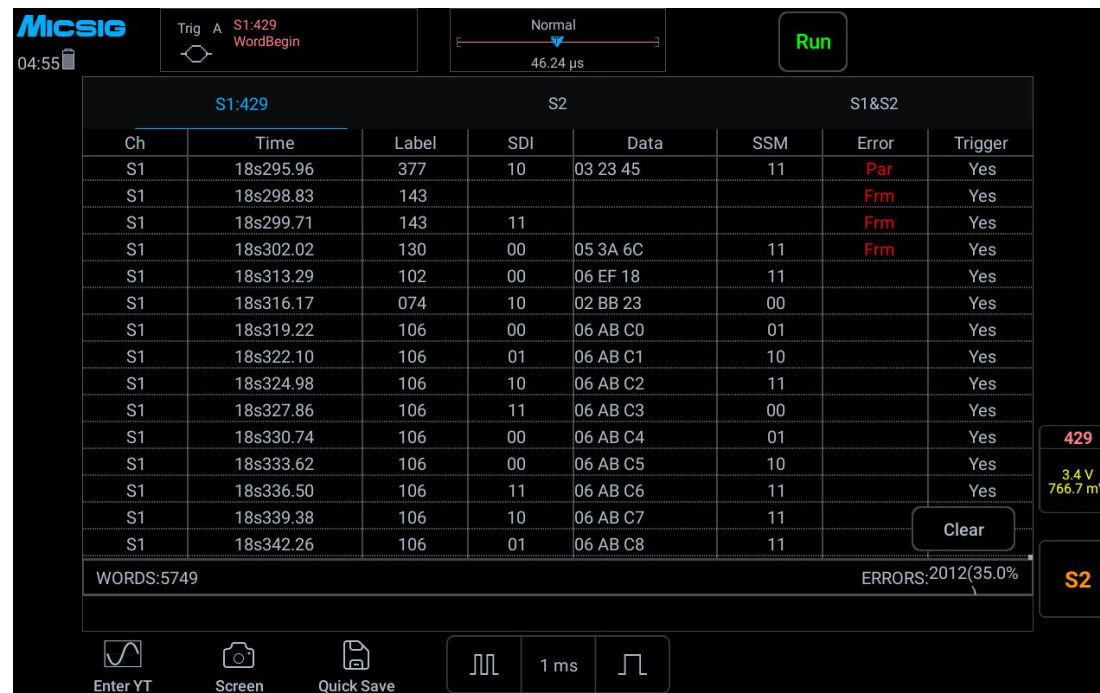 Micsig
Trig A S1:429
WordBegin
Normal
T
46.24 µs
Run
04:55
S1:429 S2 S1&S2
Ch Time Label SDI Data SSM Error Trigger
S1 18s295.96 377 10 03 23 45 11 Par Yes
S1 18s298.83 143 Frm Yes
S1 18s299.71 143 11 Frm Yes
S1 18s302.02 130 00 05 3A 6C 11 Frm Yes
S1 18s313.29 102 00 06 EF 18 11 Yes
S1 18s316.17 074 10 02 BB 23 00 Yes
S1 18s319.22 106 00 06 AB C0 01 Yes
S1 18s322.10 106 01 06 AB C1 10 Yes
S1 18s324.98 106 10 06 AB C2 11 Yes
S1 18s327.86 106 11 06 AB C3 00 Yes
S1 18s330.74 106 00 06 AB C4 01 Yes
S1 18s333.62 106 00 06 AB C5 10 Yes
S1 18s336.50 106 11 06 AB C6 11 Yes
S1 18s339.38 106 10 06 AB C7 11
S1 18s342.26 106 01 06 AB C8 11
Clear
429
3.4 V
766.7 mV
WORDS:5749 ERRORS:2012(35.0%
)
S2
1 ms
Enter YT Screen Quick Save